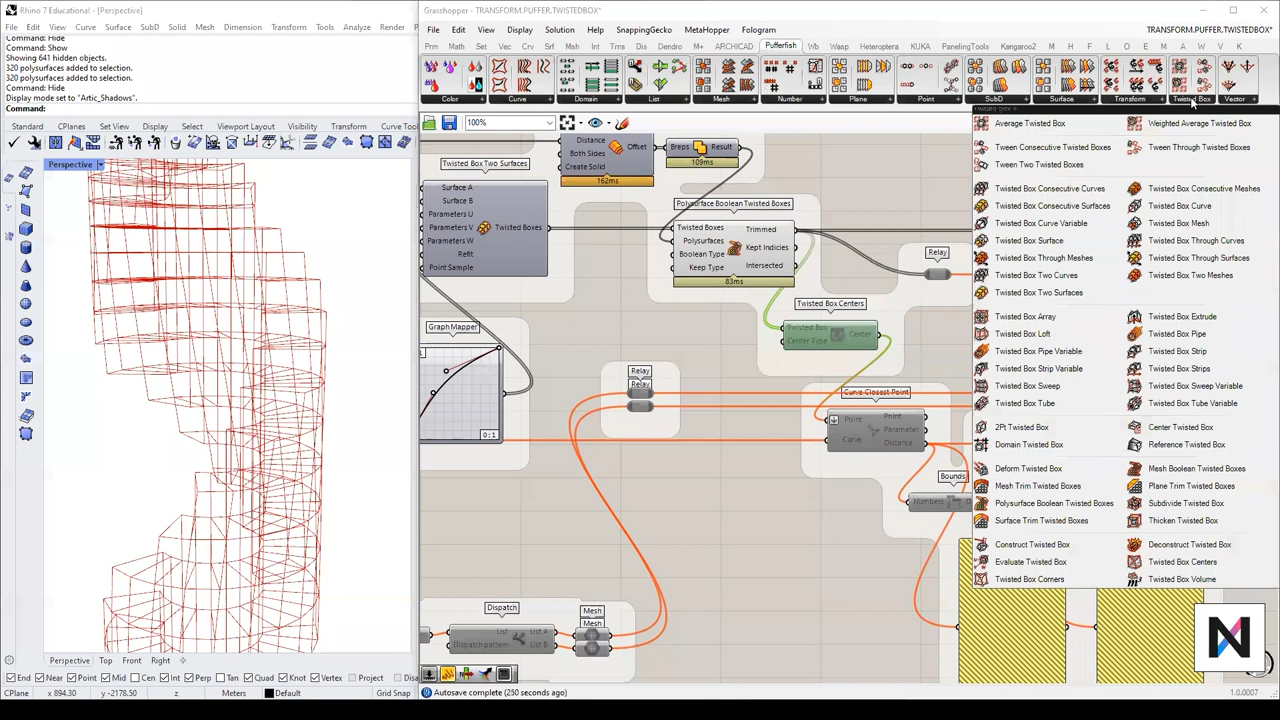 Rhino 7 Educational - [Perspective]
File Edit View Curve Surface SubD Solid Mesh Dimension Transform Tools Analyze Render
Command: Hide
Command: Show
Showing 641 hidden objects.
320 polysurfaces added to selection.
320 polysurfaces added to selection.
Command: Hide
Display mode set to "Artic_Shadows".
Command:
Standard CPlanes Set View Display Viewport Layout Visibility Transform Curve Tool
Perspective
Perspective Top Front Right
End Near Point Mid Cen Int Perp Tan Quad Knot Vertex Project Disab
CPlane x 894.30 y -2178.50 z Meters Default Grid Snap
Grasshopper - TRANSFORM.PUFFER.TWISTEDBOX*
File Edit View Display Solution Help SnappingGecko MetaHopper Fologram
TRANSFORM.PUFFER.TWISTEDBOX*
Prm Math Set Vec Crv Srf Msh Int Trns Dis Dendro M+ ARCHICAD Pufferfish Wb Wasp Heteroptera KUKA PanelingTools Kangaroo2 M H F H L O E M A W V K
Color Curve Domain List Mesh Number Plane Point SubD Surface Transform Twisted Box Vector
100%
Twisted Box Two Surfaces
Surface A
Surface B
Parameters U
Parameters V
Parameters W
Refit
Point Sample
Twisted Boxes
Distance
Both Sides
Create Solid
Offset
162ms
Breps Result
109ms
Polysurface Boolean Twisted Boxes
Twisted Boxes
Polysurfaces
Boolean Type
Keep Type
Trimmed
Kept Indicies
Intersected
83ms
Relay
Twisted Box Centers
Twisted Box
Center Type
Center
Graph Mapper
0:1
Relay
Relay
Curve Closest Point
Point
Curve
Point
Parameter
Distance
Bounds
Numbers
Dispatch
List
Dispatch pattern
List A
List B
Mesh
Mesh
Average Twisted Box Weighted Average Twisted Box
Tween Consecutive Twisted Boxes Tween Through Twisted Boxes
Tween Two Twisted Boxes
Twisted Box Consecutive Curves Twisted Box Consecutive Meshes
Twisted Box Consecutive Surfaces Twisted Box Curve
Twisted Box Curve Variable Twisted Box Mesh
Twisted Box Surface Twisted Box Through Curves
Twisted Box Through Meshes Twisted Box Through Surfaces
Twisted Box Two Curves Twisted Box Two Meshes
Twisted Box Two Surfaces
Twisted Box Array Twisted Box Extrude
Twisted Box Loft Twisted Box Pipe
Twisted Box Pipe Variable Twisted Box Strip
Twisted Box Strip Variable Twisted Box Strips
Twisted Box Sweep Twisted Box Sweep Variable
Twisted Box Tube Twisted Box Tube Variable
2Pt Twisted Box Center Twisted Box
Domain Twisted Box Reference Twisted Box
Deform Twisted Box Mesh Boolean Twisted Boxes
Mesh Trim Twisted Boxes Plane Trim Twisted Boxes
Polysurface Boolean Twisted Boxes Subdivide Twisted Box
Surface Trim Twisted Boxes Thicken Twisted Box
Construct Twisted Box Deconstruct Twisted Box
Evaluate Twisted Box Twisted Box Centers
Twisted Box Corners Twisted Box Volume
N
Autosave complete (250 seconds ago)
1.0.0007